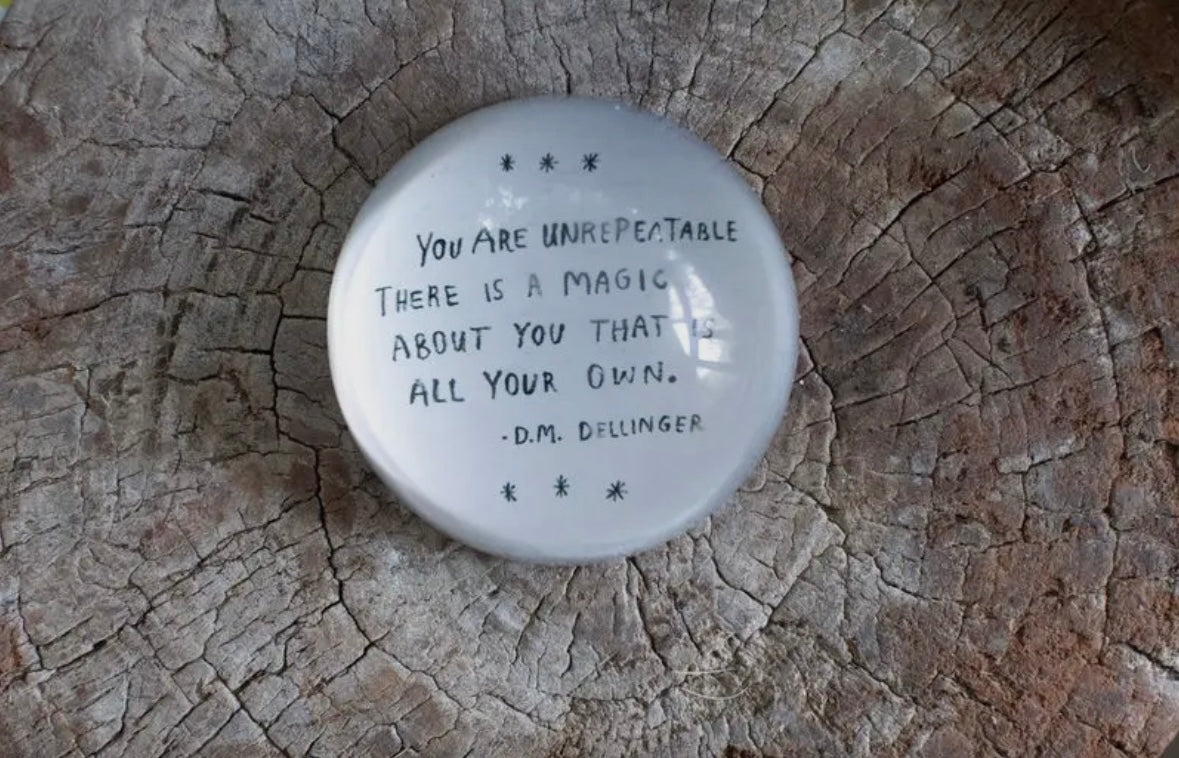 * * *
YOU ARE UNREPEATABLE
THERE IS A MAGIC
ABOUT YOU THAT IS
ALL YOUR OWN.
-D.M. DELLINGER
* * *